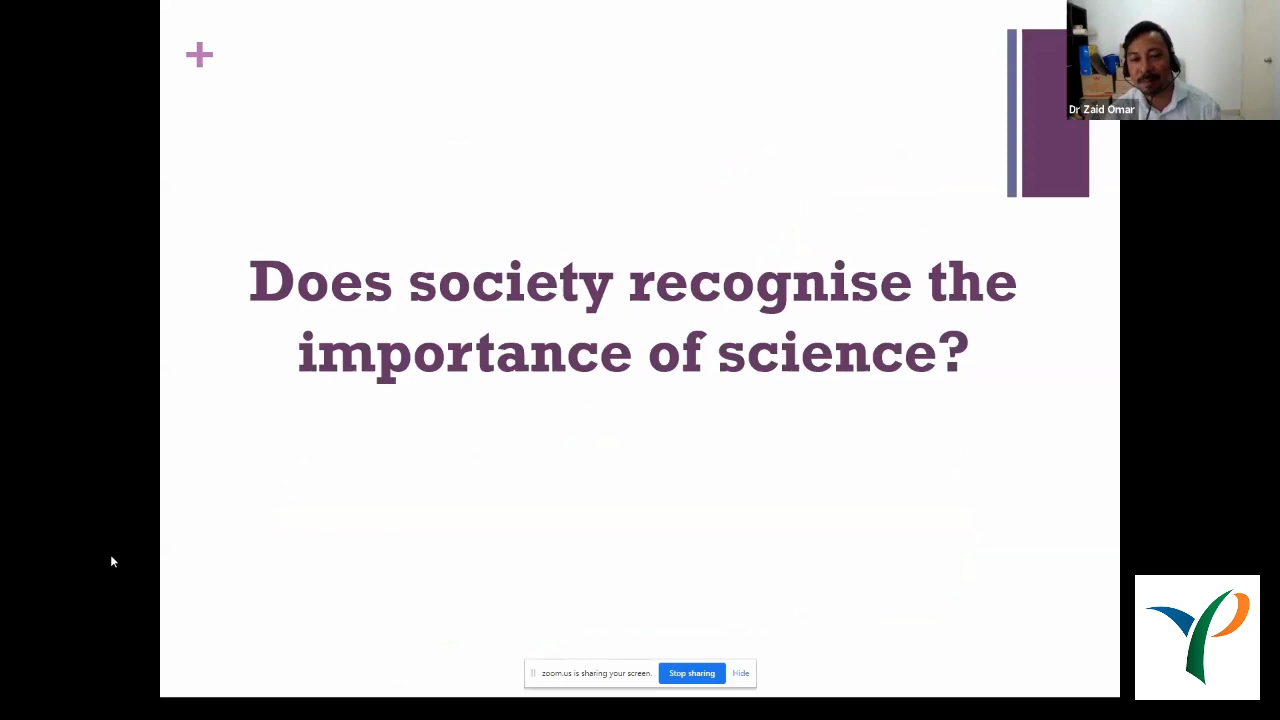 +
Dr Zaid Omar
Does society recognise the
importance of science?
zoom.us is sharing your screen. Stop sharing Hide